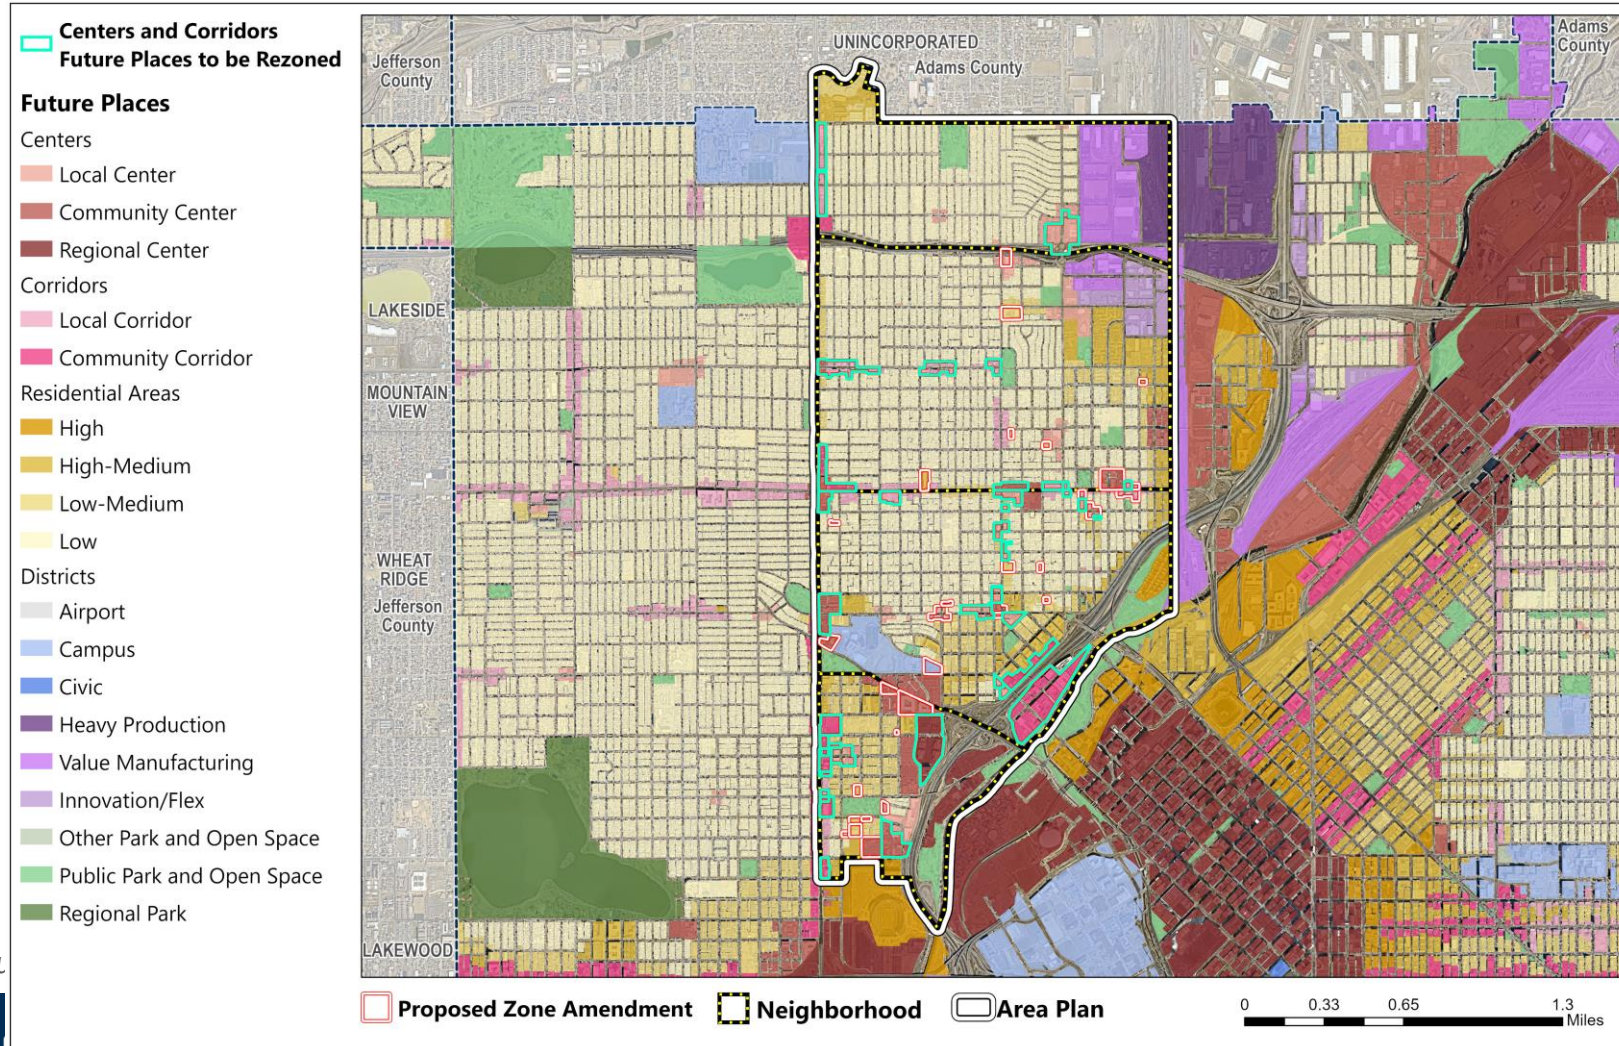 Centers and Corridors
Future Places to be Rezoned
Future Places
Centers
Local Center
Community Center
Regional Center
Corridors
Local Corridor
Community Corridor
Residential Areas
High
High-Medium
Low-Medium
Low
Districts
Airport
Campus
Civic
Heavy Production
Value Manufacturing
Innovation/Flex
Other Park and Open Space
Public Park and Open Space
Regional Park
Jefferson
County
UNINCORPORATED
Adams County
Adams
County
LAKESIDE
MOUNTAIN
VIEW
WHEAT
RIDGE
Jefferson
County
LAKEWOOD
Proposed Zone Amendment
Neighborhood
Area Plan
0 0.33 0.65 1.3
Miles